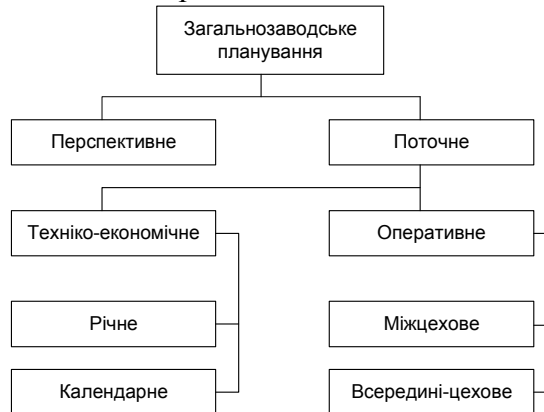 Загальнозаводське
планування
Перспективне
Поточне
Техніко-економічне
Оперативне
Річне
Міжцехове
Календарне
Всередині-цехове